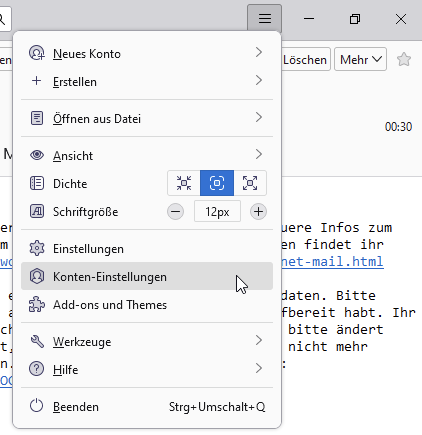 Neues Konto
Erstellen
Löschen
Mehr
Öffnen aus Datei
00:30
Ansicht
Dichte
Schriftgröße
12px
uere Infos zum
en findet ihr
Einstellungen
net-mail.html
Konten-Einstellungen
daten. Bitte
Add-ons und Themes
fbereit habt. Ihr
bitte ändert
Werkzeuge
nicht mehr
Hilfe
Beenden
Strg+Umschalt+Q